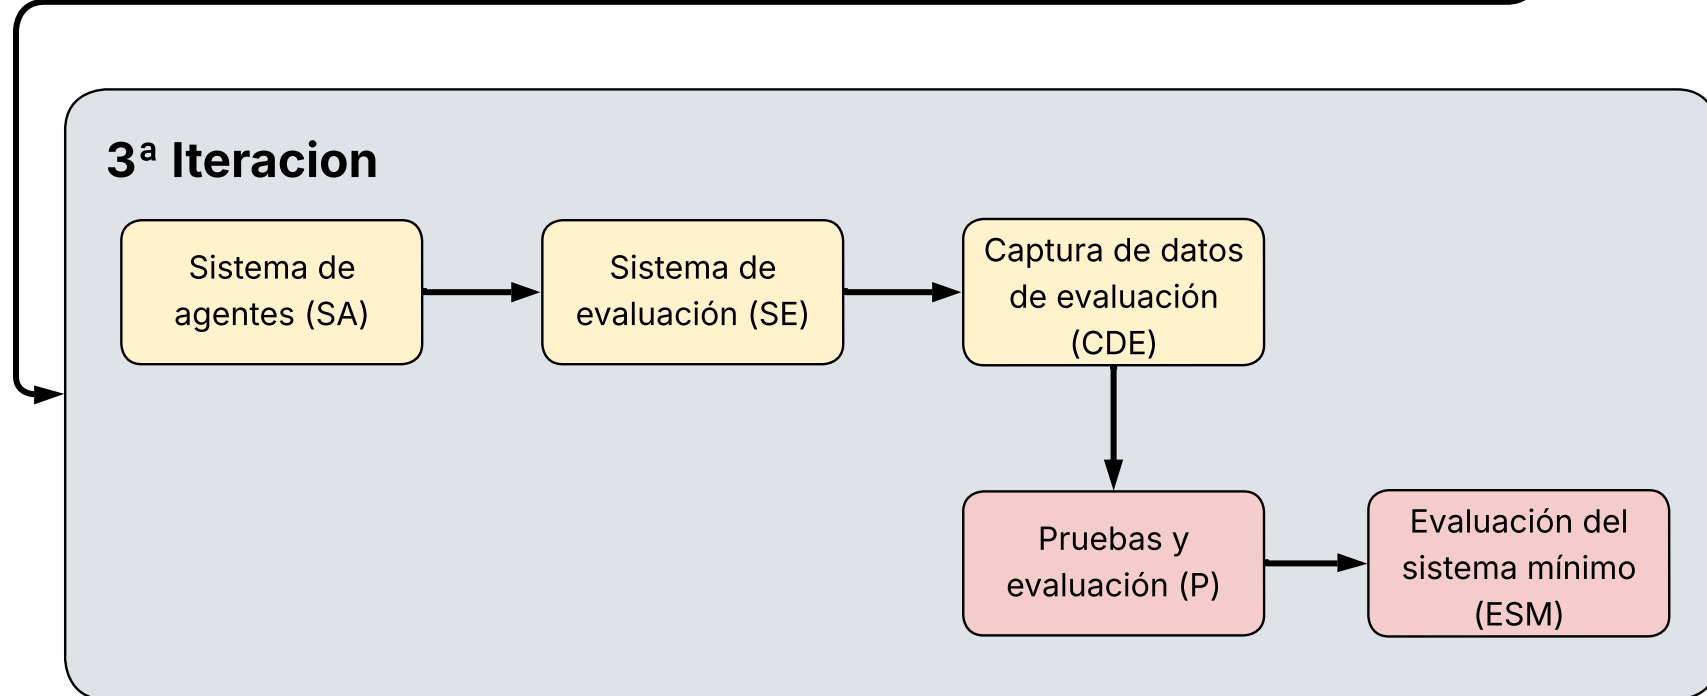 3ª Iteracion
Sistema de
agentes (SA)
Sistema de
evaluación (SE)
Captura de datos
de evaluación
(CDE)
Pruebas y
evaluación (P)
Evaluación del
sistema mínimo
(ESM)